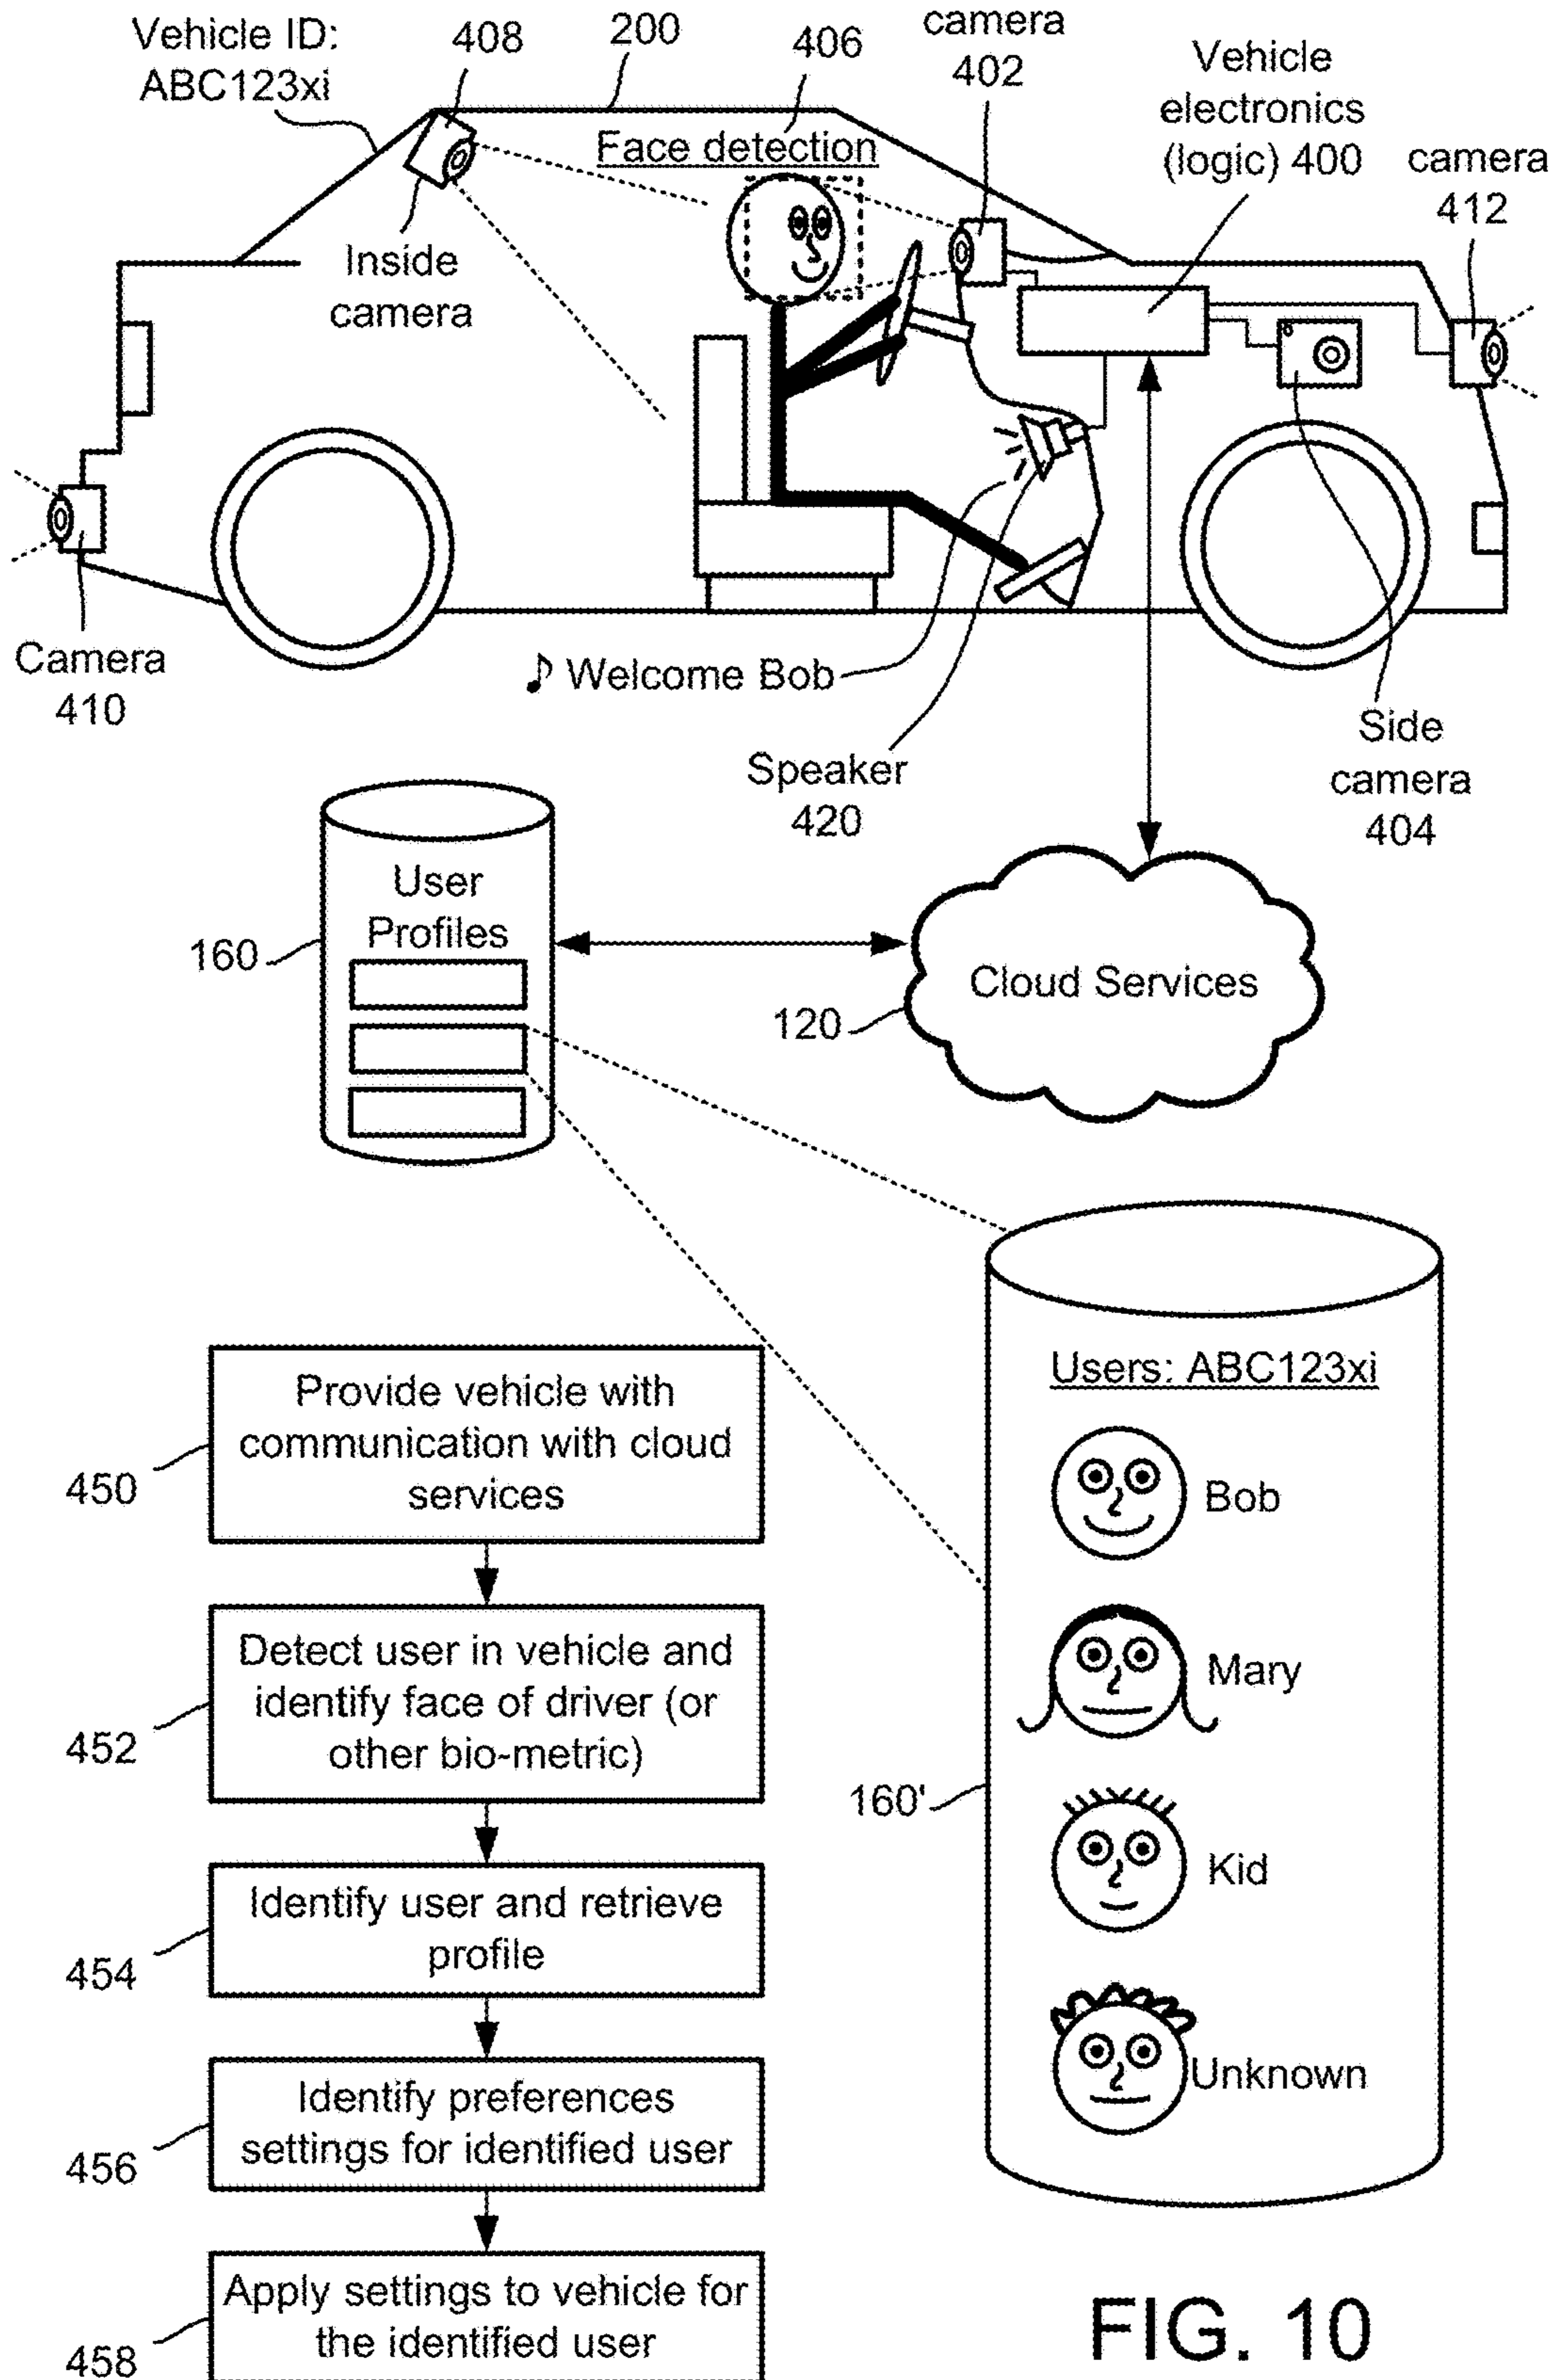 Vehicle ID:
ABC123xi
408
200
406
camera
402
Vehicle
electronics
(logic) 400
camera
412
Face detection
Inside
camera
Camera
410
♪ Welcome Bob
Speaker
420
Side
camera
404
User
Profiles
160
Cloud Services
120
Users: ABC123xi
Bob
Mary
Kid
Unknown
160'
Provide vehicle with
communication with cloud
services
450
Detect user in vehicle and
identify face of driver (or
other bio-metric)
452
Identify user and retrieve
profile
454
Identify preferences
settings for identified user
456
Apply settings to vehicle for
the identified user
458
FIG. 10